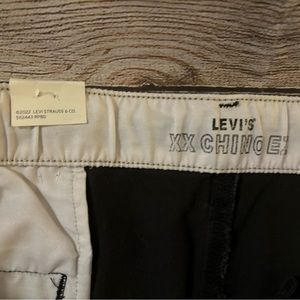 ©2022 LEVI STRAUSS & CO.
LEVI'S
XX CHINO EZ